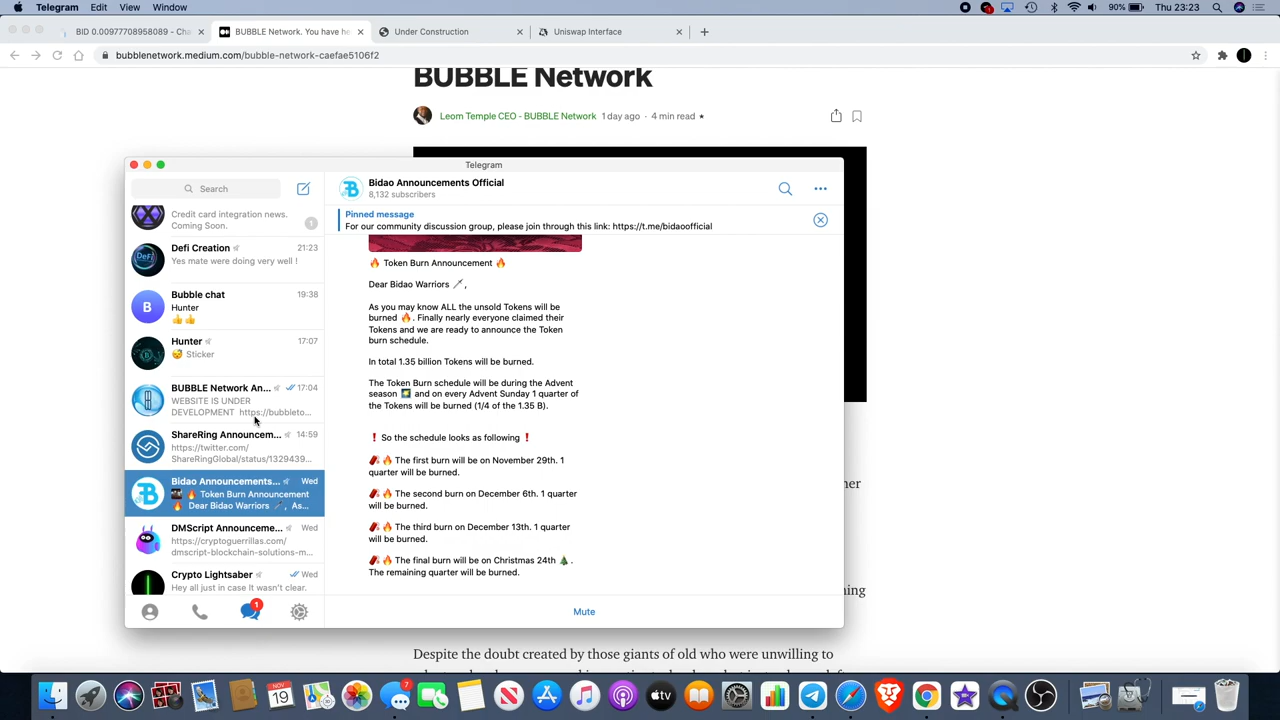 Telegram Edit View Window 90% Thu 23:23
BID 0.00977708958089 - Cha
BUBBLE Network. You have he
Under Construction
Uniswap Interface
bubblenetwork.medium.com/bubble-network-caefae5106f2
BUBBLE Network
Leom Temple CEO - BUBBLE Network 1 day ago · 4 min read
Telegram
Search
Credit card integration news.
Coming Soon.
1
Defi Creation 21:23
Yes mate were doing very well !
Bubble chat 19:38
Hunter
👍👍
B
Hunter 17:07
😴 Sticker
BUBBLE Network An... 17:04
WEBSITE IS UNDER
DEVELOPMENT https://bubbleto...
ShareRing Announcem... 14:59
https://twitter.com/
ShareRingGlobal/status/1329439...
Bidao Announcements... Wed
🔥 Token Burn Announcement
🔥 Dear Bidao Warriors 🗡, As...
DMScript Announceme... Wed
https://cryptoguerrillas.com/
dmscript-blockchain-solutions-m...
Crypto Lightsaber Wed
Hey all just in case It wasn't clear.
1
Bidao Announcements Official
8,132 subscribers
Pinned message
For our community discussion group, please join through this link: https://t.me/bidaoofficial
🔥 Token Burn Announcement 🔥
Dear Bidao Warriors 🗡,
As you may know ALL the unsold Tokens will be
burned 🔥. Finally nearly everyone claimed their
Tokens and we are ready to announce the Token
burn schedule.
In total 1.35 billion Tokens will be burned.
The Token Burn schedule will be during the Advent
season 🎇 and on every Advent Sunday 1 quarter of
the Tokens will be burned (1/4 of the 1.35 B).
❗ So the schedule looks as following ❗
🧨🔥 The first burn will be on November 29th. 1
quarter will be burned.
🧨🔥 The second burn on December 6th. 1 quarter
will be burned.
🧨🔥 The third burn on December 13th. 1 quarter
will be burned.
🧨🔥 The final burn will be on Christmas 24th 🎄.
The remaining quarter will be burned.
Mute
her
ning
Despite the doubt created by those giants of old who were unwilling to
NOV
19
7